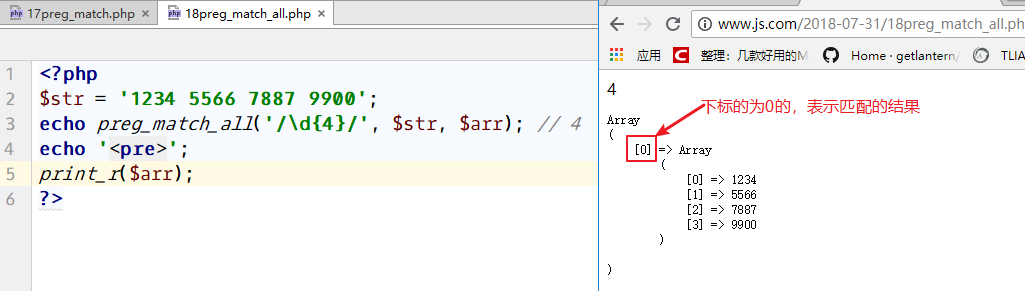 17preg_match.php
18preg_match_all.php
1 <?php
2 $str = '1234 5566 7887 9900';
3 echo preg_match_all('/\d{4}/', $str, $arr); // 4
4 echo '<pre>';
5 print_r($arr);
6 ?>
www.js.com/2018-07-31/18preg_match_all.ph
应用 整理：几款好用的M Home · getlantern/ TLIA
4
下标的为0的，表示匹配的结果
Array
(
[0] => Array
(
[0] => 1234
[1] => 5566
[2] => 7887
[3] => 9900
)
)